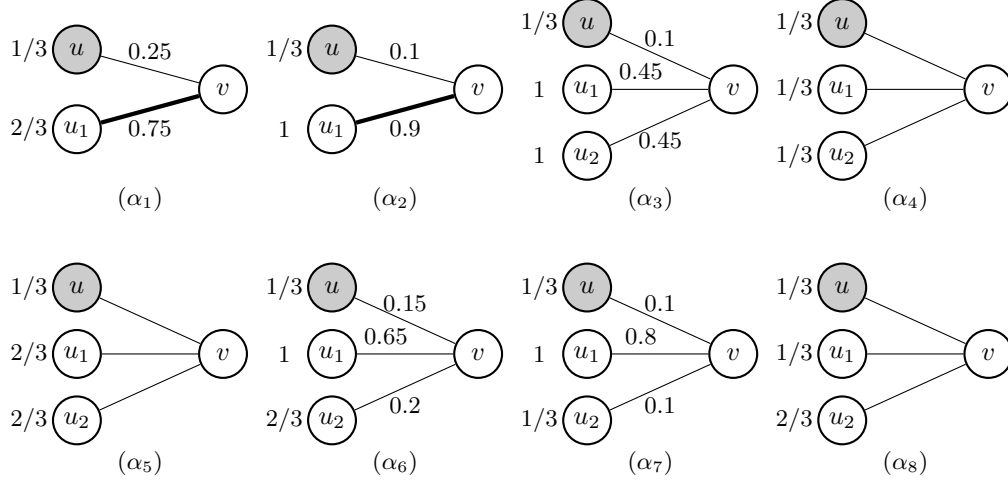 1/3 u 0.25 v
2/3 u₁ 0.75
(α₁)
1/3 u 0.1 v
1 u₁ 0.9
(α₂)
1/3 u 0.1
1 u₁ 0.45 v
1 u₂ 0.45
(α₃)
1/3 u
1/3 u₁ v
1/3 u₂
(α₄)
1/3 u
2/3 u₁ v
2/3 u₂
(α₅)
1/3 u 0.15
1 u₁ 0.65 v
2/3 u₂ 0.2
(α₆)
1/3 u 0.1
1 u₁ 0.8 v
1/3 u₂ 0.1
(α₇)
1/3 u
1/3 u₁ v
2/3 u₂
(α₈)